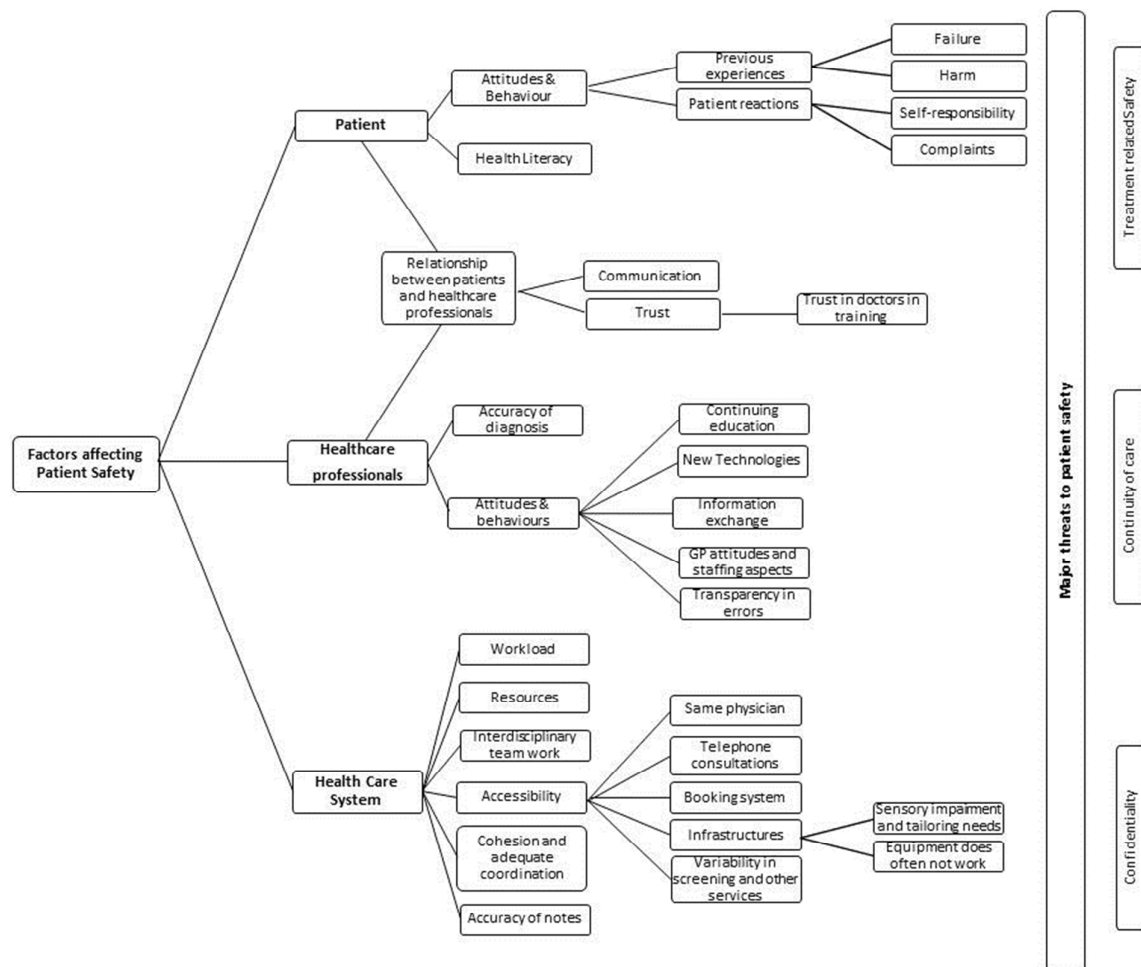 Factors affecting
Patient Safety
Patient
Attitudes &
Behaviour
Previous
experiences
Failure
Harm
Patient reactions
Self-responsibility
Complaints
Health Literacy
Relationship
between patients
and healthcare
professionals
Communication
Trust
Trust in doctors in
training
Healthcare
professionals
Accuracy of
diagnosis
Attitudes &
behaviours
Continuing
education
New Technologies
Information
exchange
GP attitudes and
staffing aspects
Transparency in
errors
Health Care
System
Workload
Resources
Interdisciplinary
team work
Accessibility
Same physician
Telephone
consultations
Booking system
Infrastructures
Sensory impairment
and tailoring needs
Equipment does
often not work
Variability in
screening and other
services
Cohesion and
adequate
coordination
Accuracy of notes
Major threats to patient safety
Treatment related Safety
Continuity of care
Confidentiality